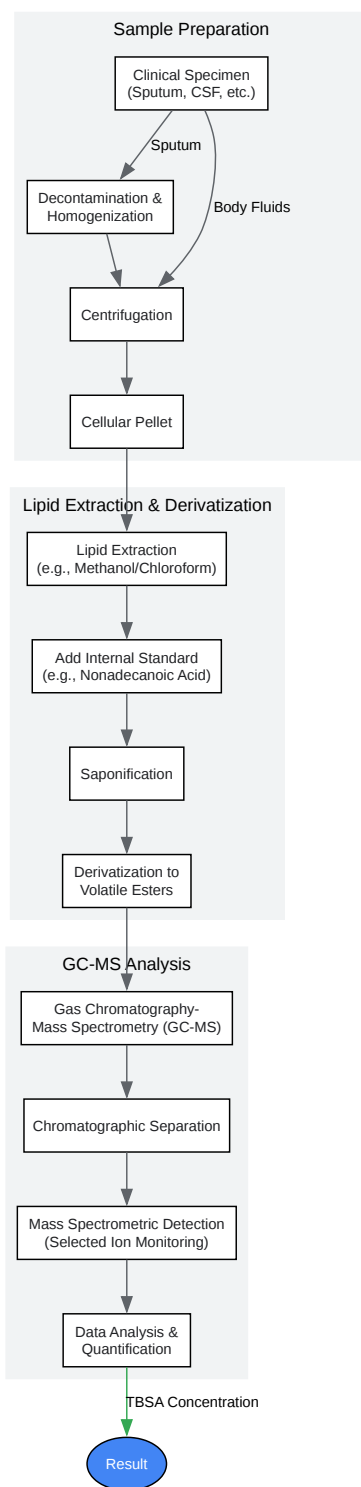 Sample Preparation
Clinical Specimen
(Sputum, CSF, etc.)
Sputum
Decontamination &
Homogenization
Body Fluids
Centrifugation
Cellular Pellet
Lipid Extraction & Derivatization
Lipid Extraction
(e.g., Methanol/Chloroform)
Add Internal Standard
(e.g., Nonadecanoic Acid)
Saponification
Derivatization to
Volatile Esters
GC-MS Analysis
Gas Chromatography-
Mass Spectrometry (GC-MS)
Chromatographic Separation
Mass Spectrometric Detection
(Selected Ion Monitoring)
Data Analysis &
Quantification
TBSA Concentration
Result